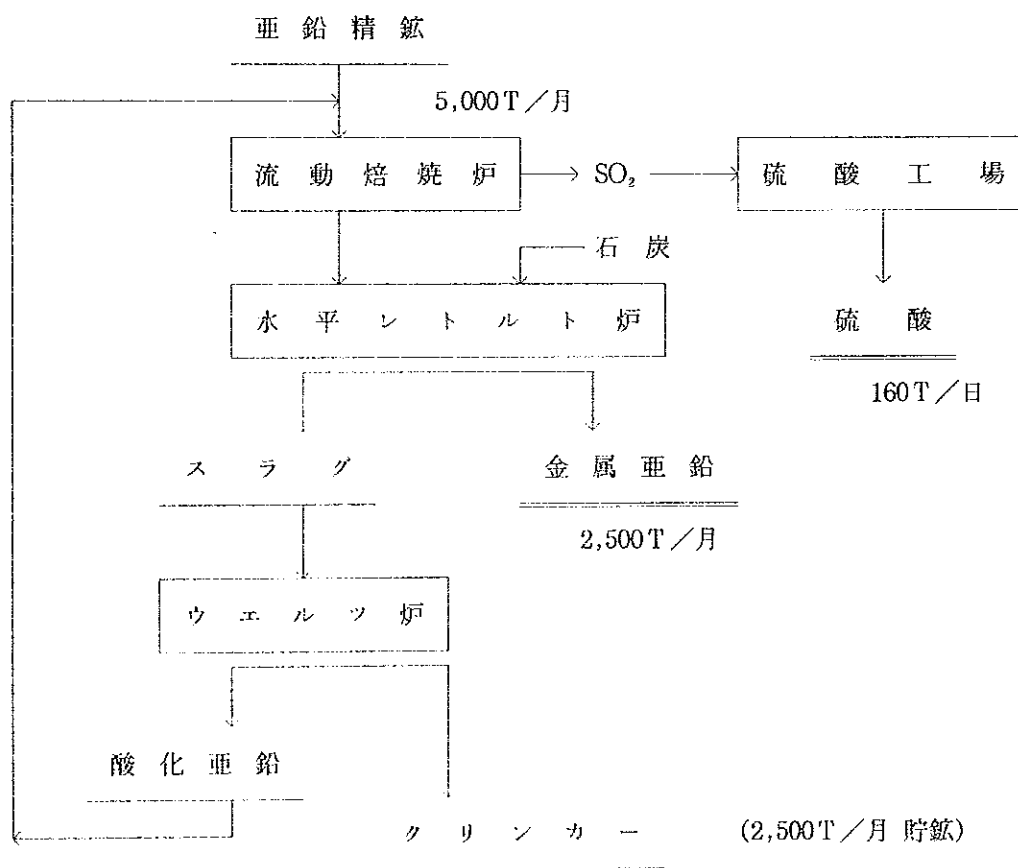 亜鉛精鉱
5,000T/月
流動焙焼炉
SO₂
硫酸工場
石炭
水平レトルト炉
硫酸
160T/日
スラグ
金属亜鉛
2,500T/月
ウエルツ炉
酸化亜鉛
クリンカー (2,500T/月 貯鉱)